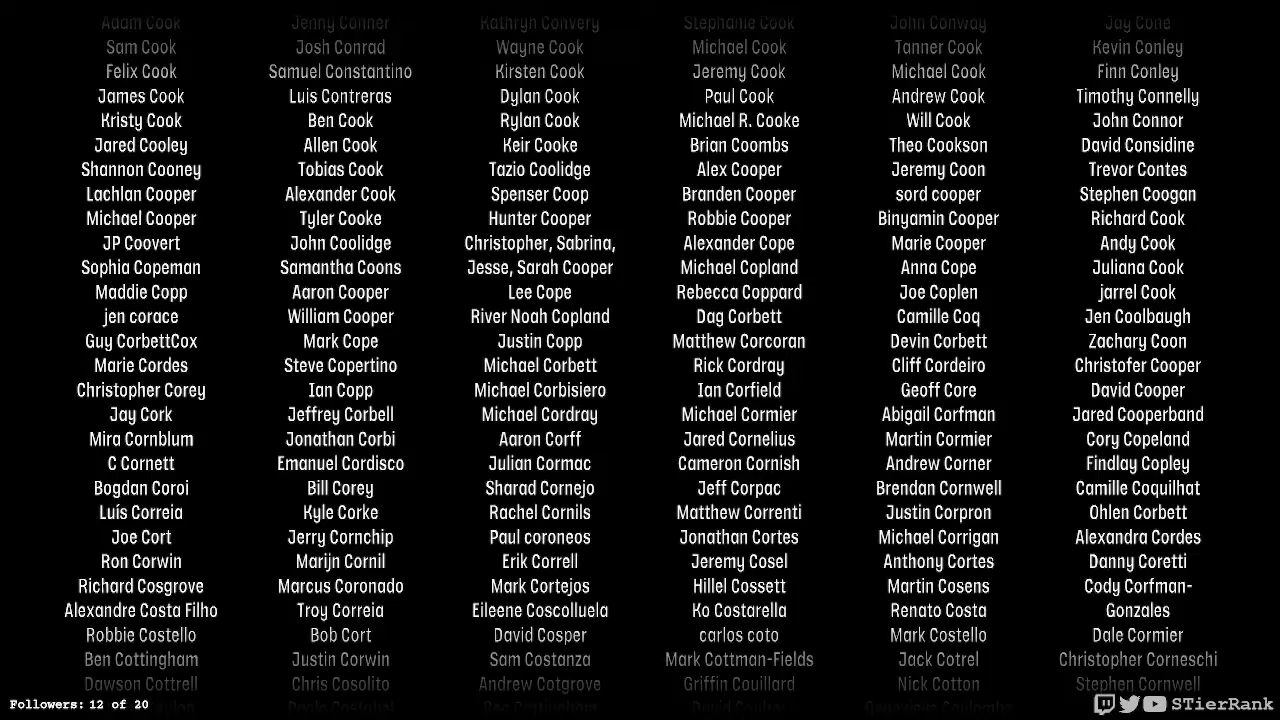 Adam Cook
Jenny Conner
Kathryn Convery
Stephanie Cook
John Conway
Jay Cone
Sam Cook
Josh Conrad
Wayne Cook
Michael Cook
Tanner Cook
Kevin Conley
Felix Cook
Samuel Constantino
Kirsten Cook
Jeremy Cook
Michael Cook
Finn Conley
James Cook
Luis Contreras
Dylan Cook
Paul Cook
Andrew Cook
Timothy Connelly
Kristy Cook
Ben Cook
Rylan Cook
Michael R. Cooke
Will Cook
John Connor
Jared Cooley
Allen Cook
Keir Cooke
Brian Coombs
Theo Cookson
David Considine
Shannon Cooney
Tobias Cook
Tazio Coolidge
Alex Cooper
Jeremy Coon
Trevor Contes
Lachlan Cooper
Alexander Cook
Spenser Coop
Branden Cooper
sord cooper
Stephen Coogan
Michael Cooper
Tyler Cooke
Hunter Cooper
Robbie Cooper
Binyamin Cooper
Richard Cook
JP Coovert
John Coolidge
Christopher, Sabrina,
Alexander Cope
Marie Cooper
Andy Cook
Sophia Copeman
Samantha Coons
Jesse, Sarah Cooper
Michael Copland
Anna Cope
Juliana Cook
Maddie Copp
Aaron Cooper
Lee Cope
Rebecca Coppard
Joe Coplen
jarrel Cook
jen corace
William Cooper
River Noah Copland
Dag Corbett
Camille Coq
Jen Coolbaugh
Guy CorbettCox
Mark Cope
Justin Copp
Matthew Corcoran
Devin Corbett
Zachary Coon
Marie Cordes
Steve Copertino
Michael Corbett
Rick Cordray
Cliff Cordeiro
Christofer Cooper
Christopher Corey
Ian Copp
Michael Corbisiero
Ian Corfield
Geoff Core
David Cooper
Jay Cork
Jeffrey Corbell
Michael Cordray
Michael Cormier
Abigail Corfman
Jared Cooperband
Mira Cornblum
Jonathan Corbi
Aaron Corff
Jared Cornelius
Martin Cormier
Cory Copeland
C Cornett
Emanuel Cordisco
Julian Cormac
Cameron Cornish
Andrew Corner
Findlay Copley
Bogdan Coroi
Bill Corey
Sharad Cornejo
Jeff Corpac
Brendan Cornwell
Camille Coquilhat
Luís Correia
Kyle Corke
Rachel Cornils
Matthew Correnti
Justin Corpron
Ohlen Corbett
Joe Cort
Jerry Cornchip
Paul coroneos
Jonathan Cortes
Michael Corrigan
Alexandra Cordes
Ron Corwin
Marijn Cornil
Erik Correll
Jeremy Cosel
Anthony Cortes
Danny Coretti
Richard Cosgrove
Marcus Coronado
Mark Cortejos
Hillel Cossett
Martin Cosens
Cody Corfman-
Alexandre Costa Filho
Troy Correia
Eileene Coscolluela
Ko Costarella
Renato Costa
Gonzales
Robbie Costello
Bob Cort
David Cosper
carlos coto
Mark Costello
Dale Cormier
Ben Cottingham
Justin Corwin
Sam Costanza
Mark Cottman-Fields
Jack Cotrel
Christopher Corneschi
Dawson Cottrell
Chris Cosolito
Andrew Cotgrove
Griffin Couillard
Nick Cotton
Stephen Cornwell
Followers: 12 of 20
STierRank